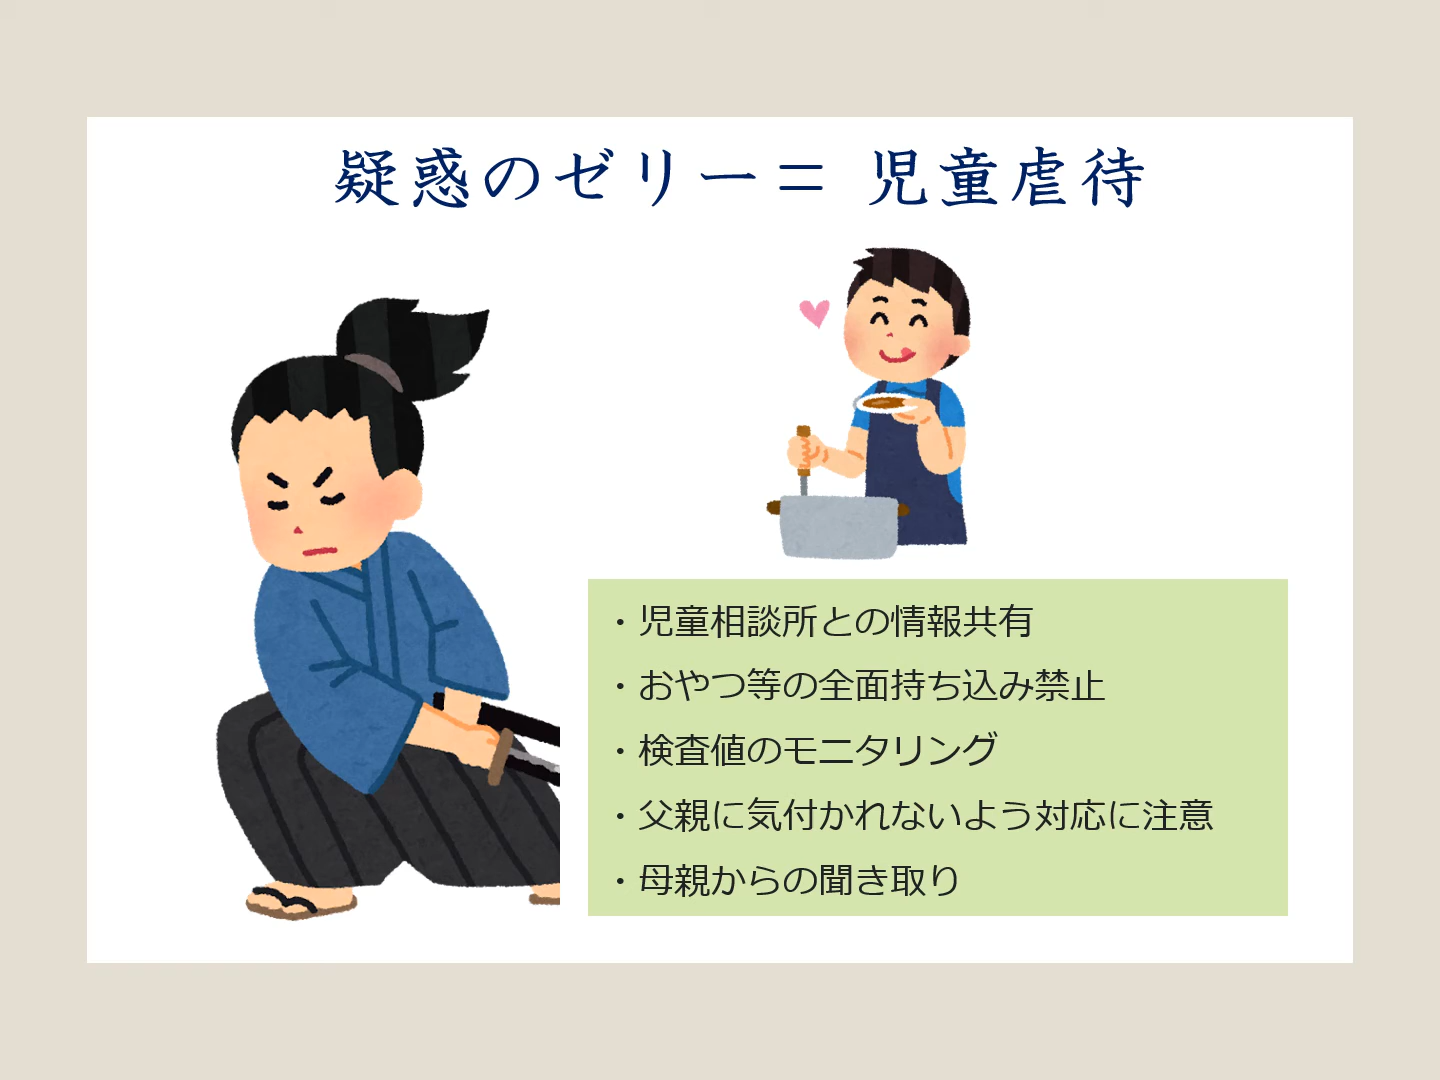 疑惑のゼリー＝ 児童虐待
・児童相談所との情報共有
・おやつ等の全面持ち込み禁止
・検査値のモニタリング
・父親に気付かれないよう対応に注意
・母親からの聞き取り